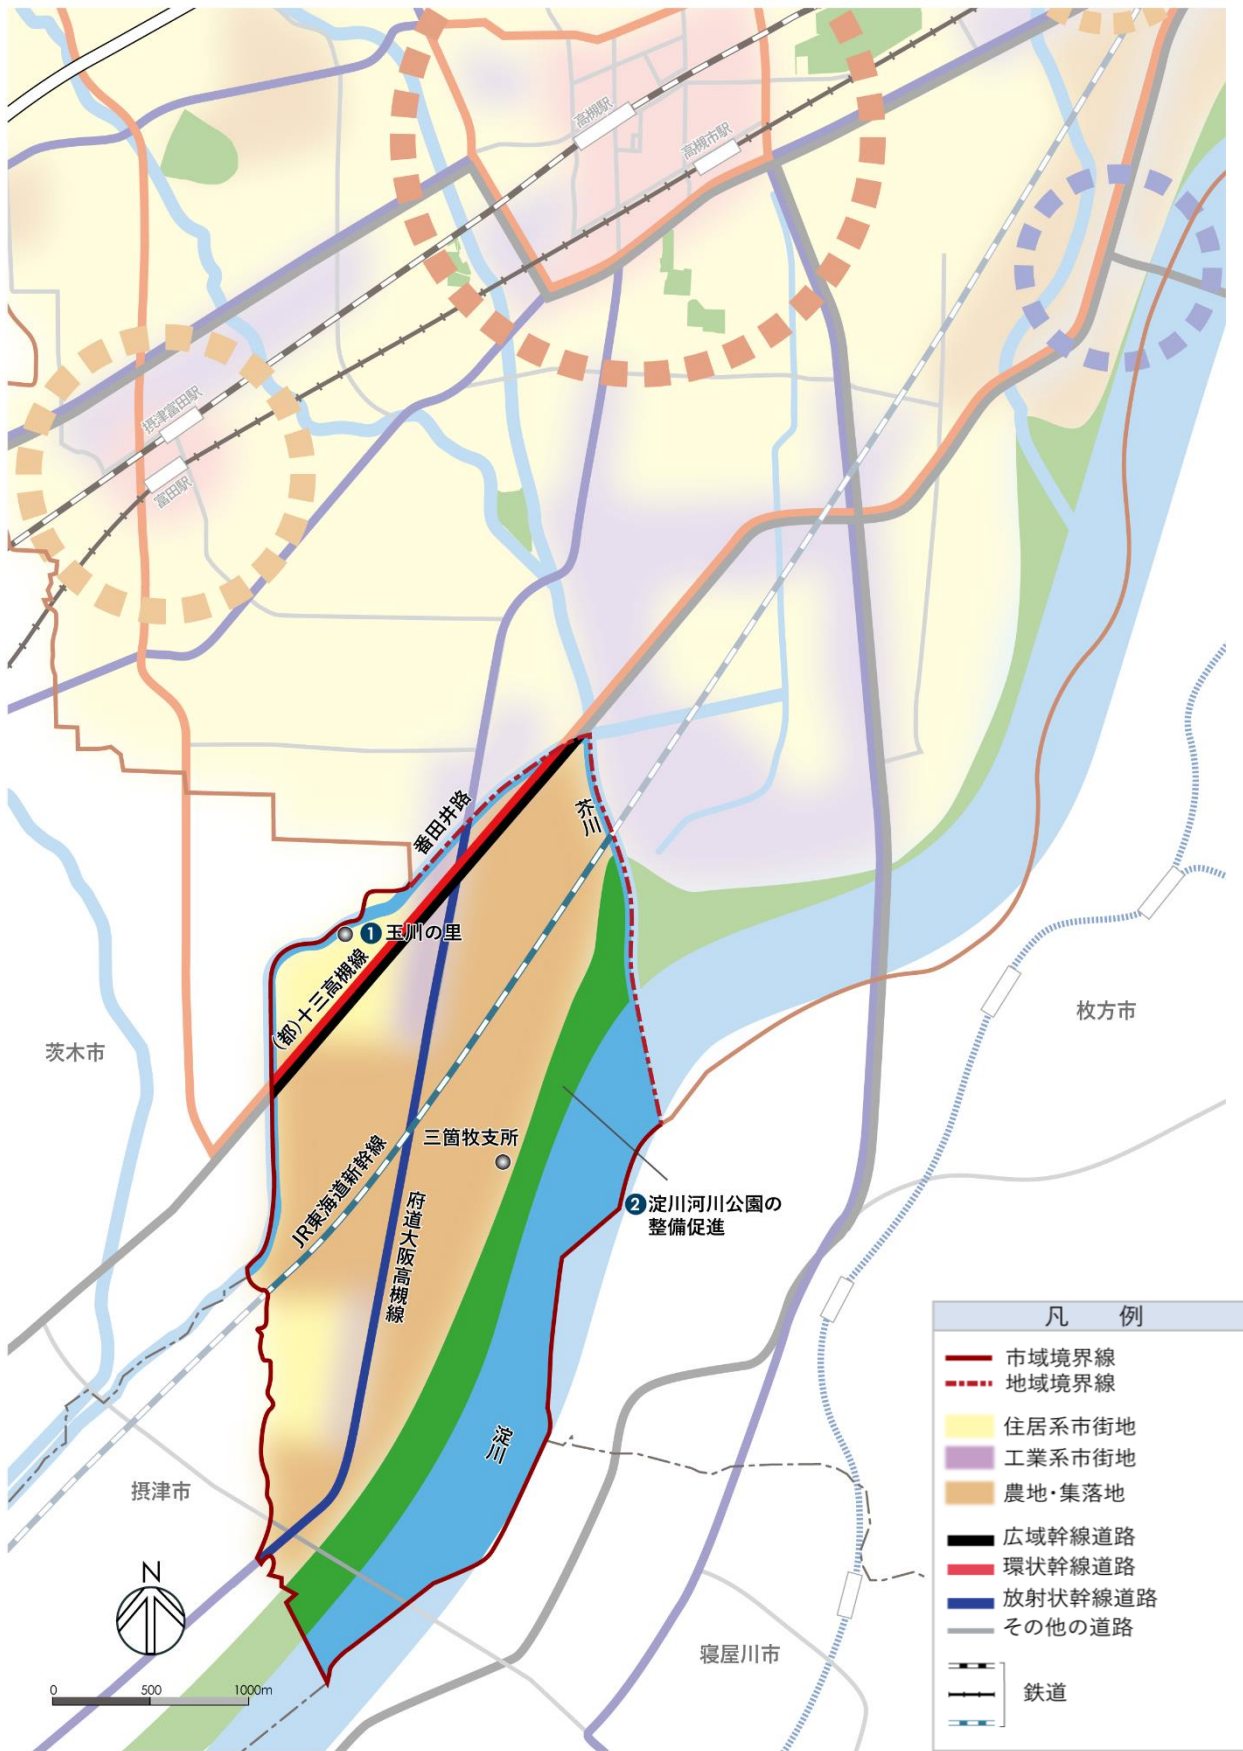 高槻駅
高槻市駅
摂津富田駅
富田駅
番田井路
芥川
❶ 玉川の里
(都)十三高槻線
茨木市
枚方市
三箇牧支所
JR東海道新幹線
府道大阪高槻線
❷ 淀川河川公園の
整備促進
淀川
摂津市
寝屋川市
N
0 500 1000m
凡 例
市域境界線
地域境界線
住居系市街地
工業系市街地
農地・集落地
広域幹線道路
環状幹線道路
放射状幹線道路
その他の道路
鉄道